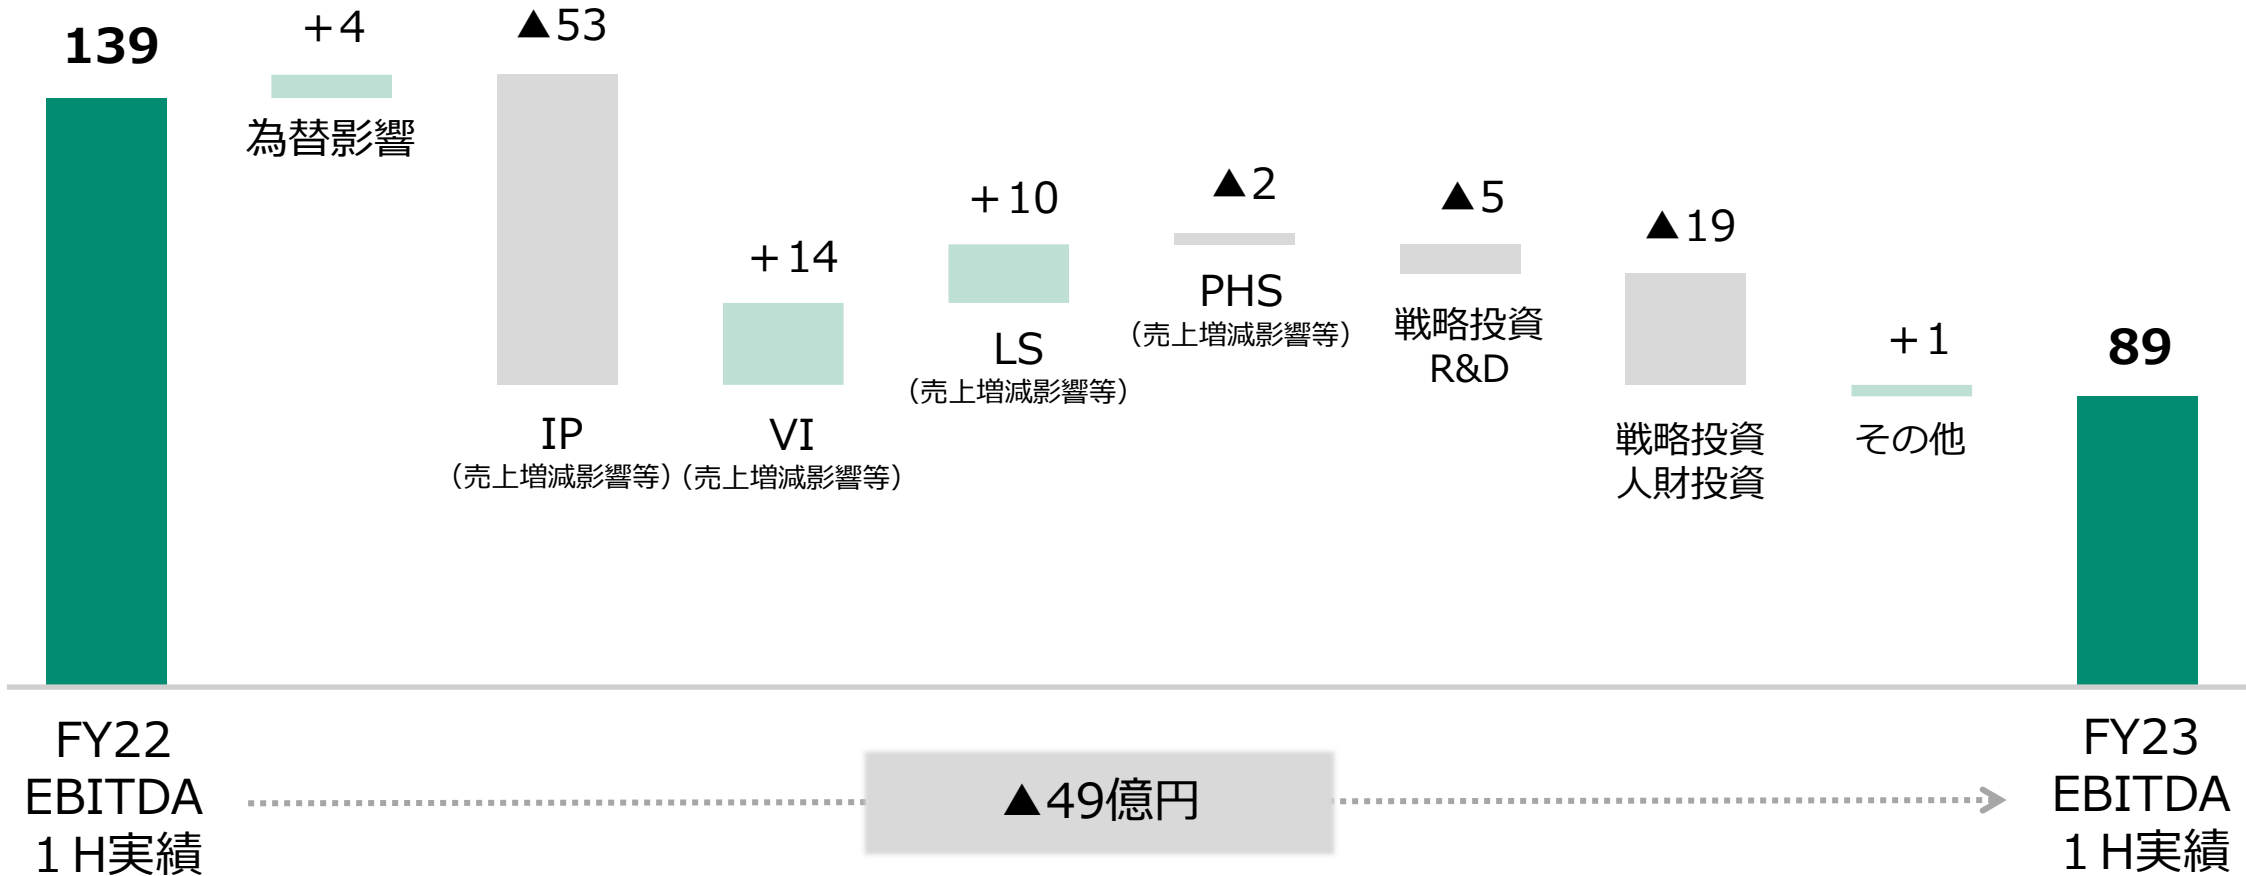 139
+4
為替影響
▲53
IP
（売上増減影響等）
+14
VI
（売上増減影響等）
+10
LS
（売上増減影響等）
▲2
PHS
（売上増減影響等）
▲5
戦略投資
R&D
▲19
戦略投資
人財投資
+1
その他
89
FY22
EBITDA
１H実績
▲49億円
FY23
EBITDA
１H実績